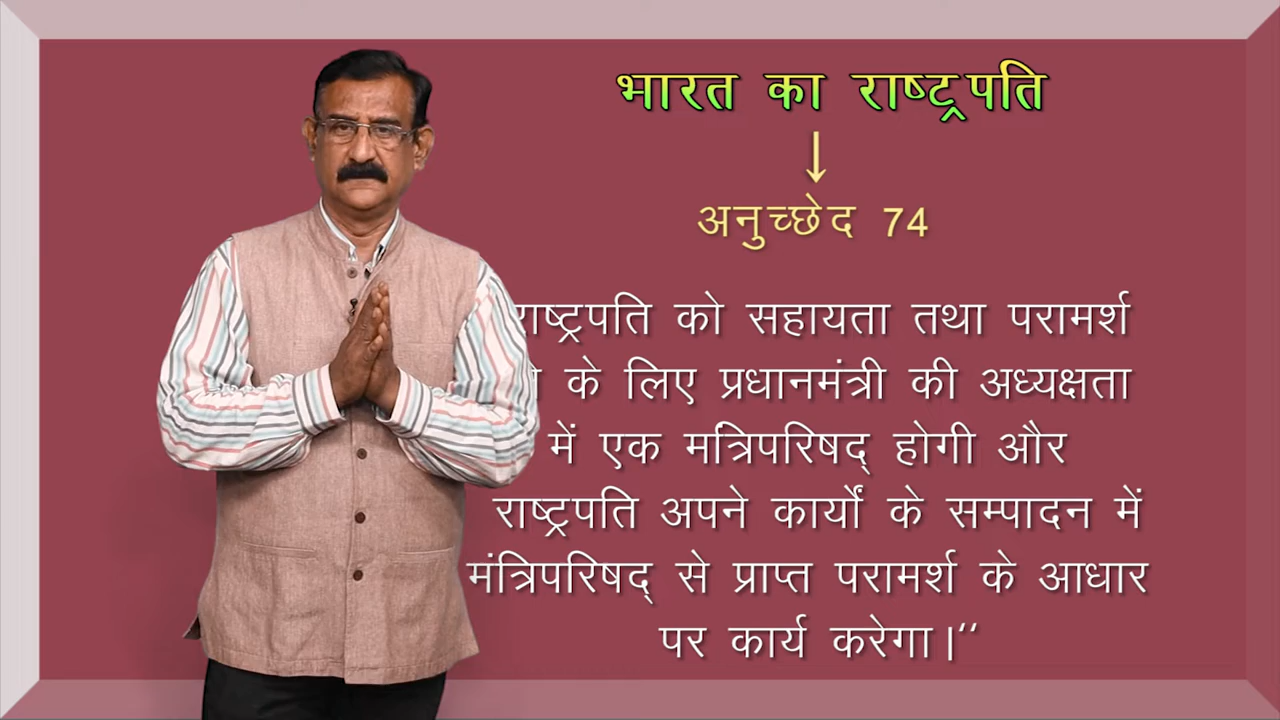 भारत का राष्ट्रपति
अनुच्छेद 74
राष्ट्रपति को सहायता तथा परामर्श
के लिए प्रधानमंत्री की अध्यक्षता
में एक मत्रिपरिषद् होगी और
राष्ट्रपति अपने कार्यों के सम्पादन में
मंत्रिपरिषद् से प्राप्त परामर्श के आधार
पर कार्य करेगा।‘‘